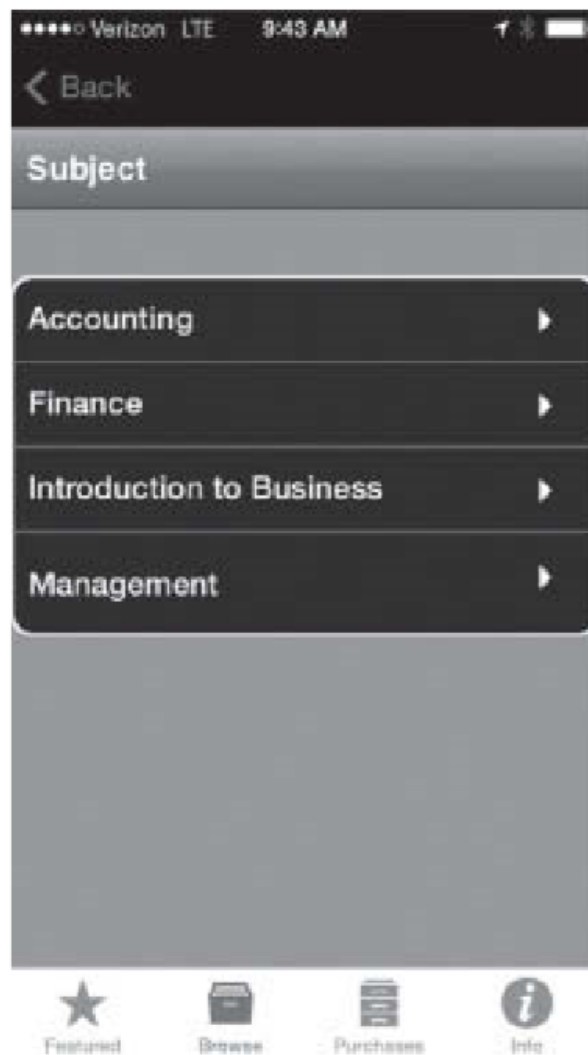 Verizon LTE 9:43 AM
Back
Subject
Accounting
Finance
Introduction to Business
Management
Featured Browse Purchases Info